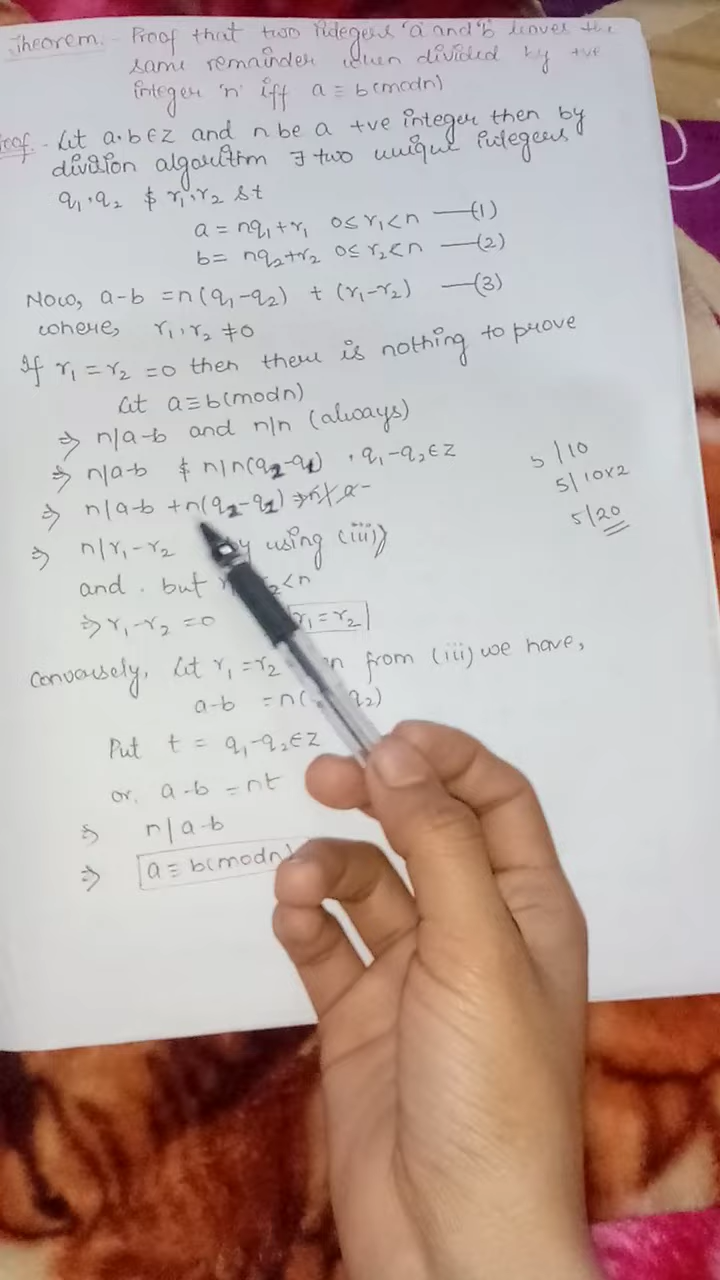 Theorem:- Proof that two integers 'a' and 'b' leaves the
same remainder when divided by +ve
integer 'n' iff a ≡ b(modn)
Proof.- Let a.b∈Z and n be a +ve integer then by
division algorithm ∃ two unique integers
q₁,q₂ $ r₁,r₂ st
a = nq₁+r₁ 0≤r₁<n —(1)
b= nq₂+r₂ 0≤r₂<n —(2)
Now, a-b =n(q₁-q₂) + (r₁-r₂) —(3)
where, r₁,r₂ ≠0
If r₁=r₂=0 then there is nothing to prove
Let a≡b(modn)
⇒ n/a-b and n/n (always)
⇒ n/a-b $ n/n(q₂-q₁) , q₁-q₂∈Z
⇒ n/a-b +n(q₂-q₁)
⇒ n/r₁-r₂ by using (iii)
and . but <n
⇒ r₁-r₂=0 r₁=r₂
Conversely, Let r₁=r₂ from (iii) we have,
a-b =n( q₂)
Put t = q₁-q₂∈Z
or, a-b =nt
⇒ n/a-b
⇒ a≡b(modn)
5/10
5/10x2
5/20